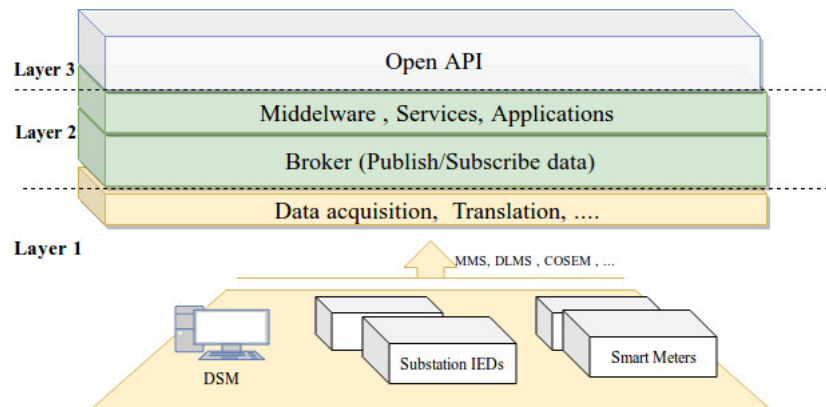 Open API
Layer 3
Middelware , Services, Applications
Layer 2
Broker (Publish/Subscribe data)
Data acquisition, Translation, ....
Layer 1
MMS, DLMS , COSEM , ...
Substation IEDs
Smart Meters
DSM